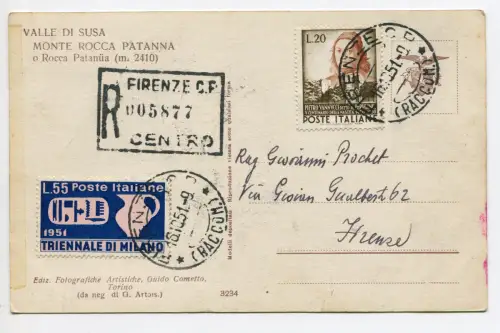 VALLE DI SUSA
MONTE ROCCA PATANNA
o Rocca Patanüa (m. 2410)
R
FIRENZE C.P.
005877
CENTRO
L.20
POSTE ITALIANE
L.55 Poste Italiane
1951
TRIENNALE DI MILANO
Rag Giovanni Prochet
Via Giovan Gualberto 62
Firenze
Ediz. Fotografiche Artistiche, Guido Cometto,
Torino
(da neg di G. Artom.)
3234